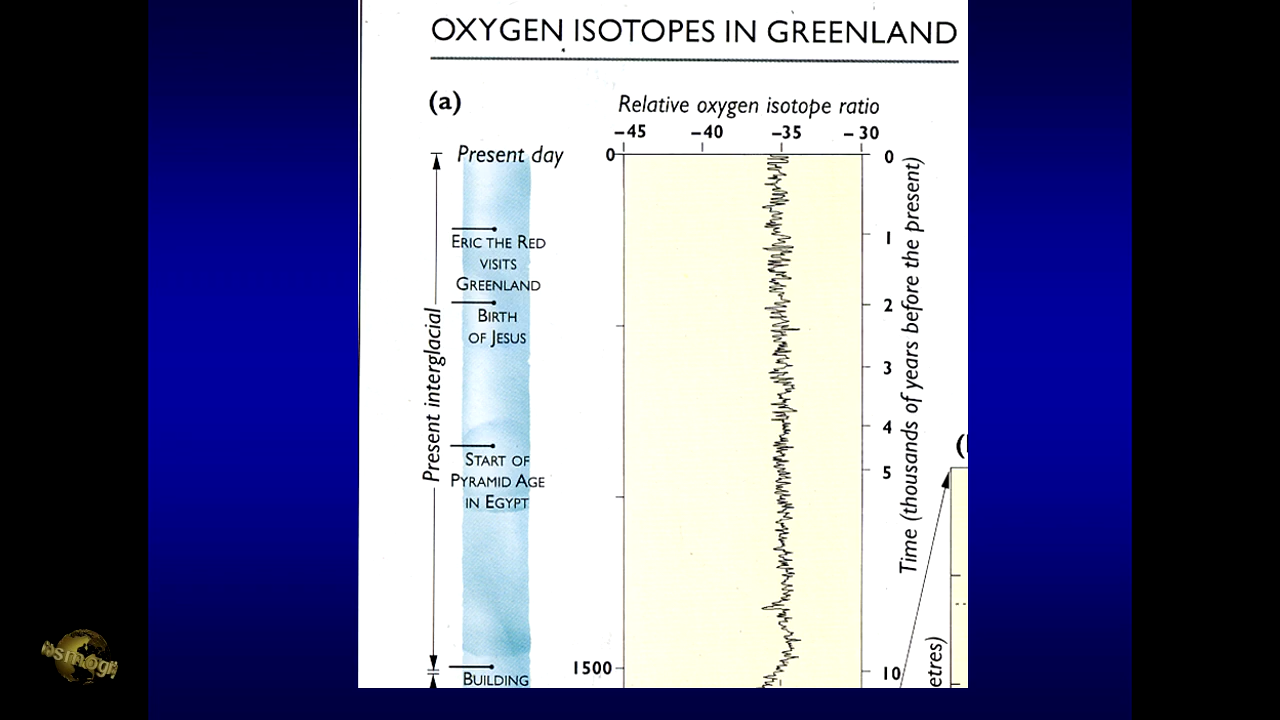 OXYGEN ISOTOPES IN GREENLAND
(a)
Relative oxygen isotope ratio
−45 −40 −35 −30
Present day
0
0
1
2
3
4
5
10
1500
ERIC THE RED
VISITS
GREENLAND
BIRTH
OF JESUS
START OF
PYRAMID AGE
IN EGYPT
BUILDING
Present interglacial
Time (thousands of years before the present)
(
etres)